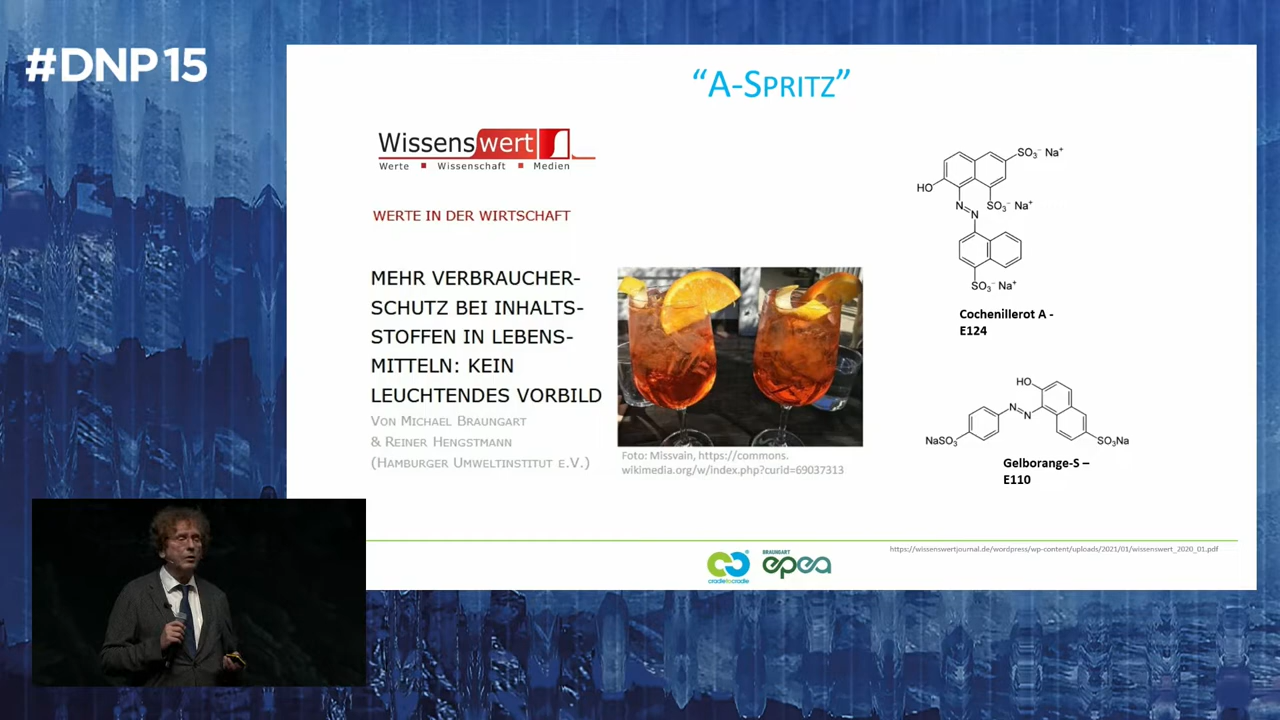 #DNP15
“A-SPRITZ”
Wissenswert
Werte ▪ Wissenschaft ▪ Medien
WERTE IN DER WIRTSCHAFT
MEHR VERBRAUCHER-
SCHUTZ BEI INHALTS-
STOFFEN IN LEBENS-
MITTELN: KEIN
LEUCHTENDES VORBILD
VON MICHAEL BRAUNGART
& REINER HENGSTMANN
(HAMBURGER UMWELTINSTITUT E.V.)
Foto: Missvain, https://commons.
wikimedia.org/w/index.php?curid=69037313
SO₃⁻ Na⁺
HO
SO₃⁻ Na⁺
N
N
SO₃⁻ Na⁺
Cochenillerot A -
E124
HO
N
N
NaSO₃
SO₃Na
Gelborange-S –
E110
https://wissenswertjournal.de/wordpress/wp-content/uploads/2021/01/wissenswert_2020_01.pdf
cradletocradle
BRAUNGART
epea